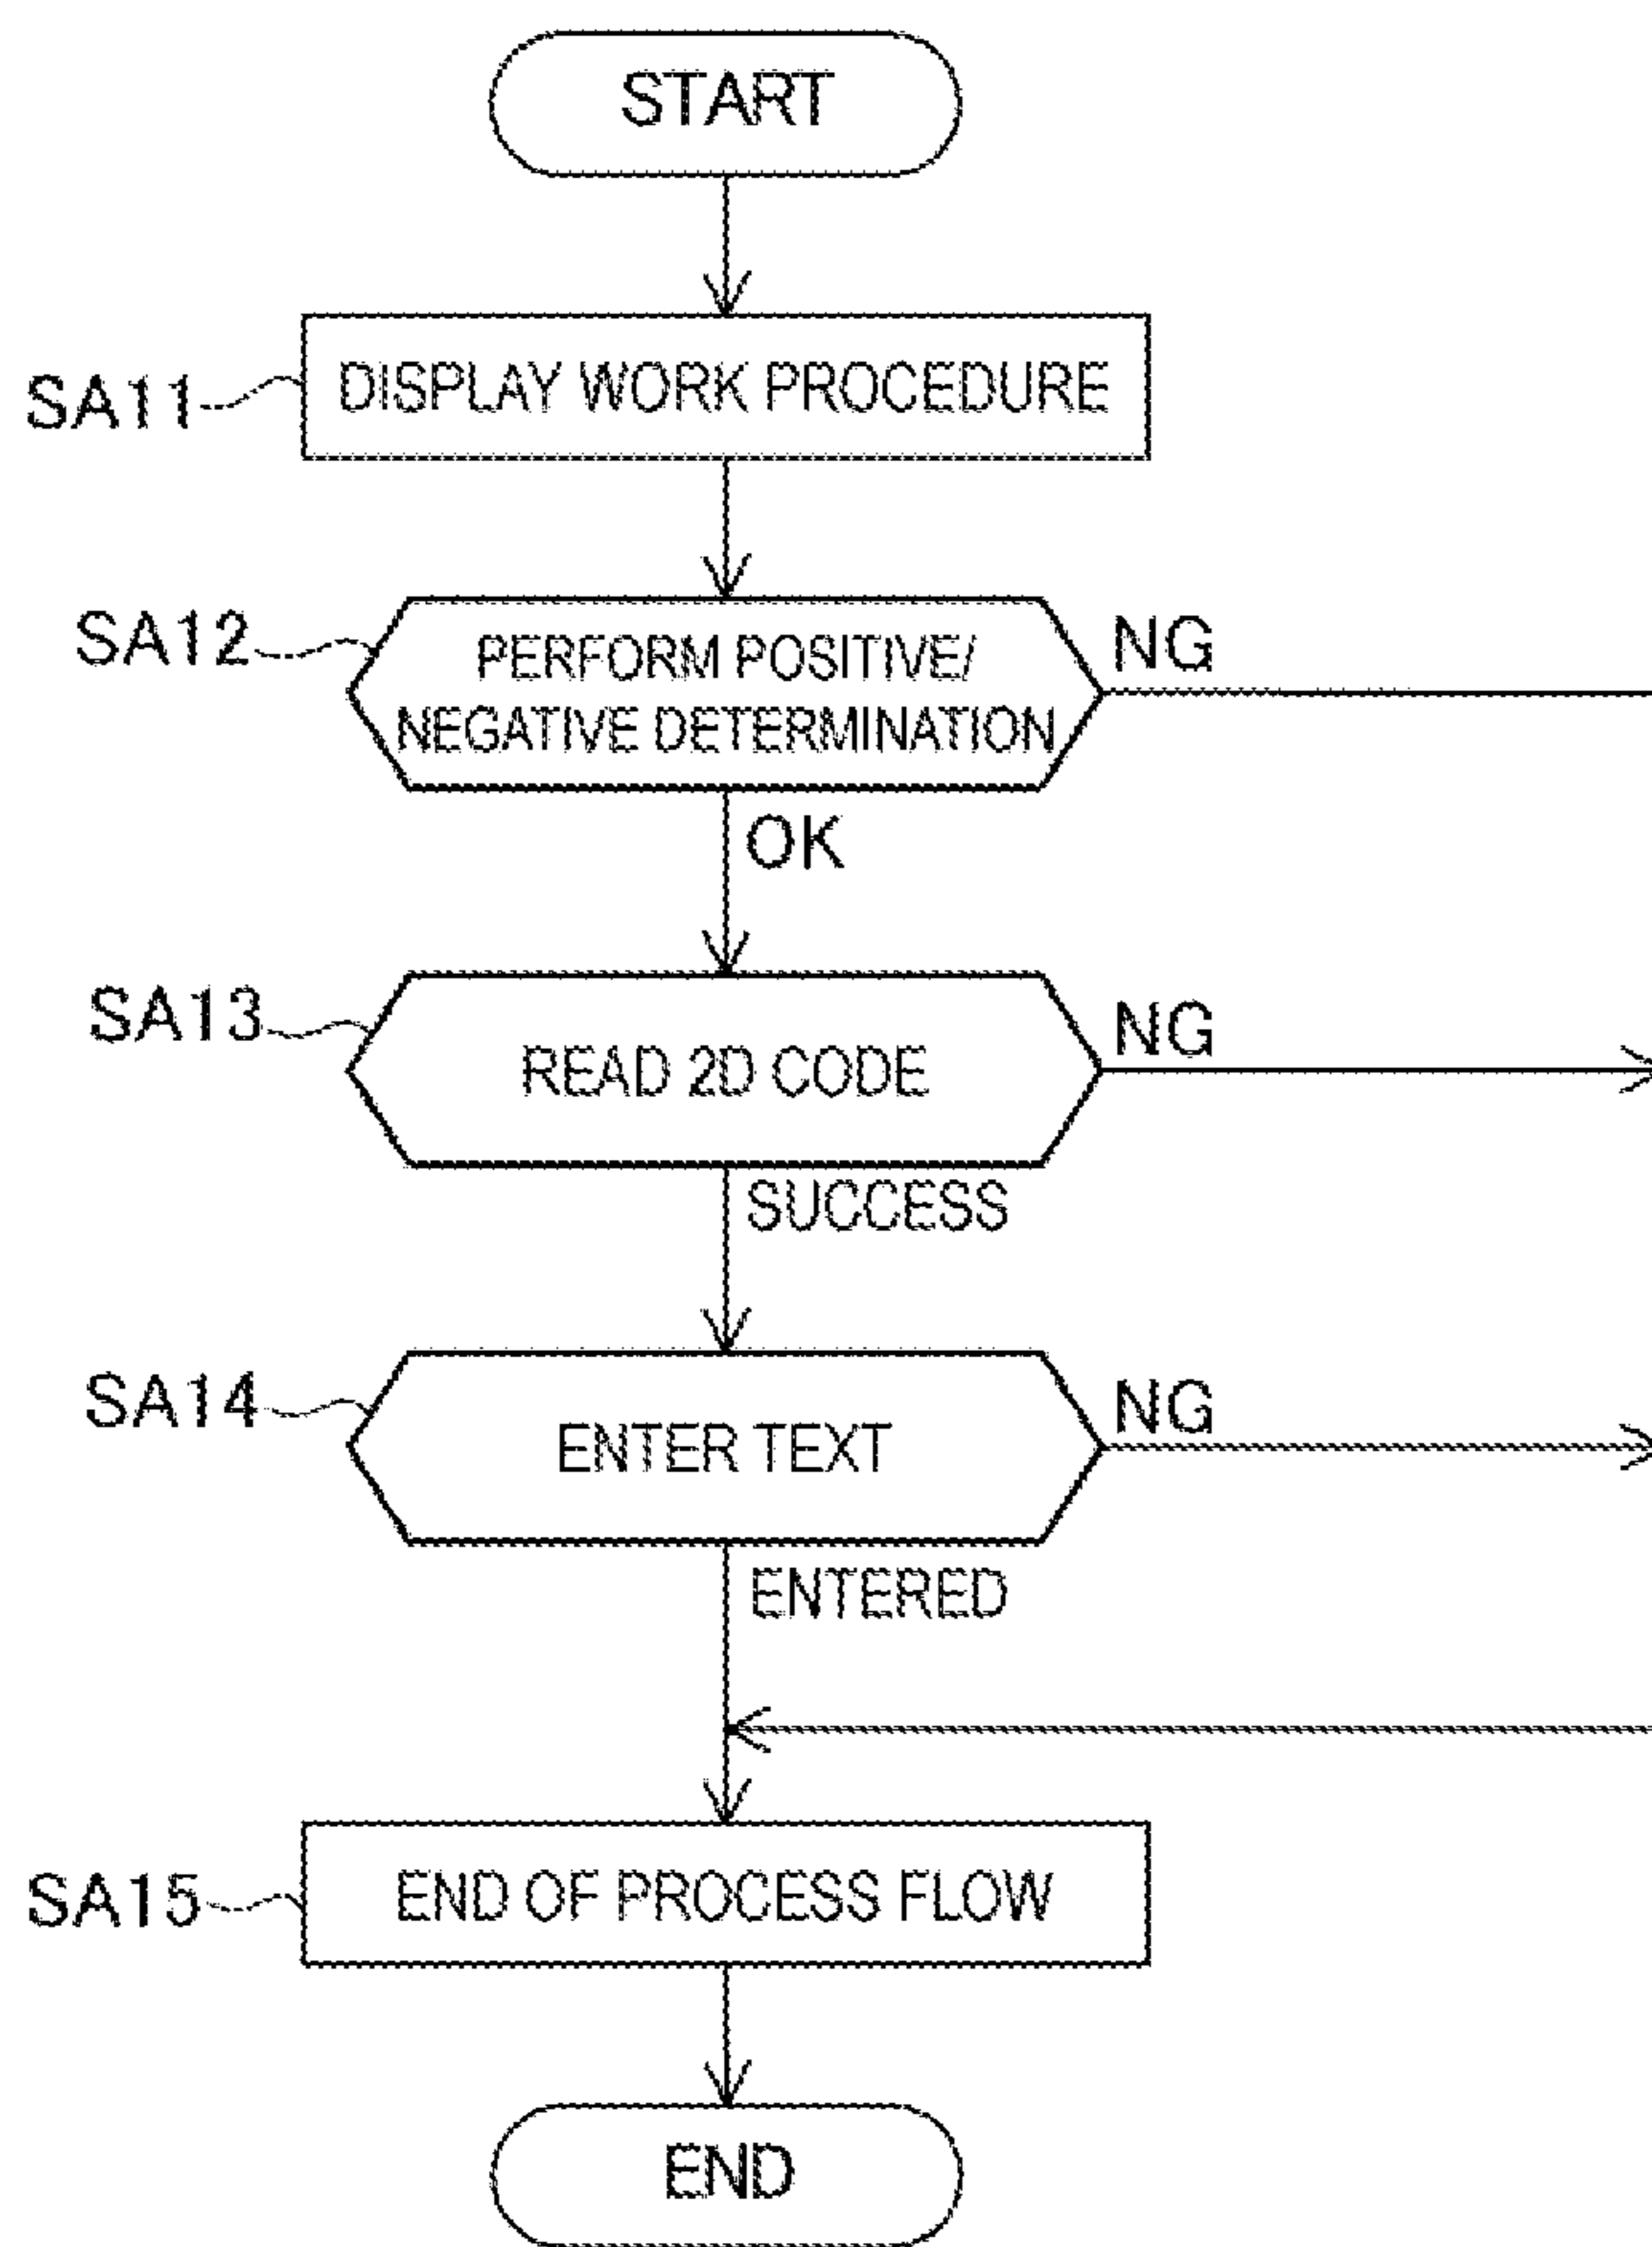 START
SA11
DISPLAY WORK PROCEDURE
SA12
PERFORM POSITIVE/
NEGATIVE DETERMINATION
NG
OK
SA13
READ 2D CODE
NG
SUCCESS
SA14
ENTER TEXT
NG
ENTERED
SA15
END OF PROCESS FLOW
END